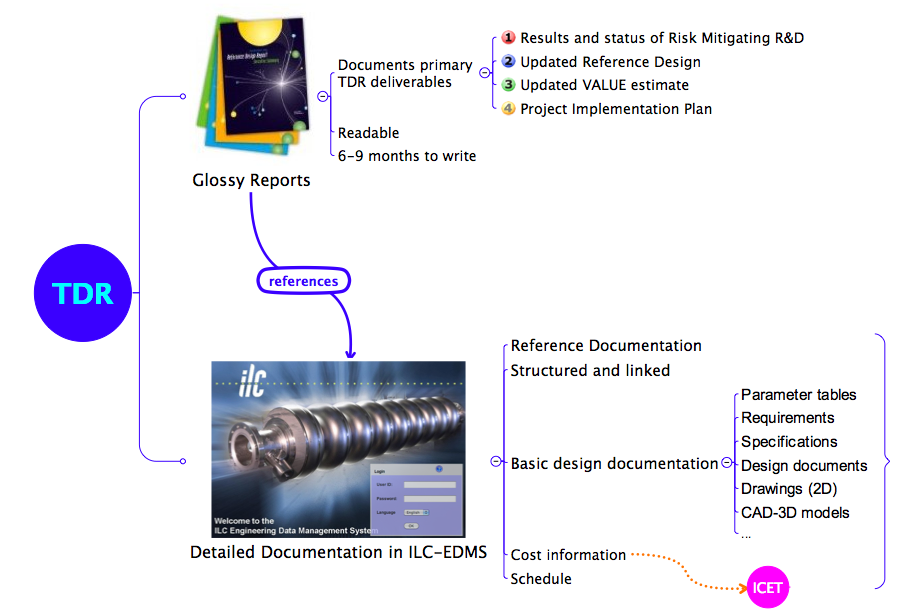 Reference Design Report
Documents primary
TDR deliverables
1 Results and status of Risk Mitigating R&D
2 Updated Reference Design
3 Updated VALUE estimate
4 Project Implementation Plan
Readable
6-9 months to write
Glossy Reports
references
TDR
ilc
Login
User ID:
Password:
Language
English
OK
Welcome to the
ILC Engineering Data Management System
Detailed Documentation in ILC-EDMS
Reference Documentation
Structured and linked
Basic design documentation
Parameter tables
Requirements
Specifications
Design documents
Drawings (2D)
CAD-3D models
...
Cost information
Schedule
ICET